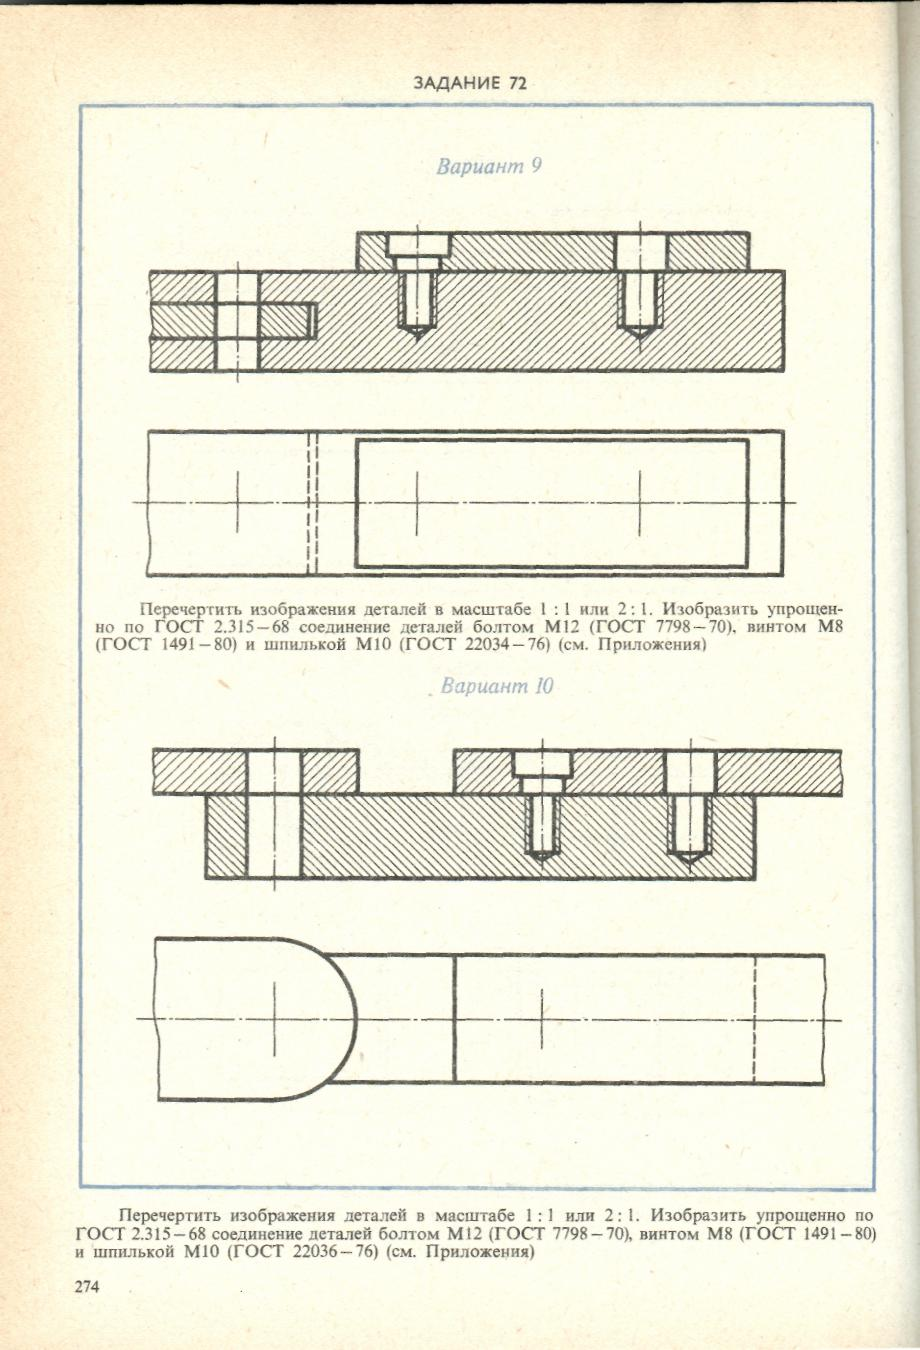 ЗАДАНИЕ 72
Вариант 9
Перечертить изображения деталей в масштабе 1 : 1 или 2 : 1. Изобразить упрощен-
но по ГОСТ 2.315—68 соединение деталей болтом М12 (ГОСТ 7798—70), винтом М8
(ГОСТ 1491—80) и шпилькой М10 (ГОСТ 22034—76) (см. Приложения)
Вариант 10
Перечертить изображения деталей в масштабе 1 : 1 или 2 : 1. Изобразить упрощенно по
ГОСТ 2.315—68 соединение деталей болтом М12 (ГОСТ 7798—70), винтом М8 (ГОСТ 1491—80)
и шпилькой М10 (ГОСТ 22036—76) (см. Приложения)
274